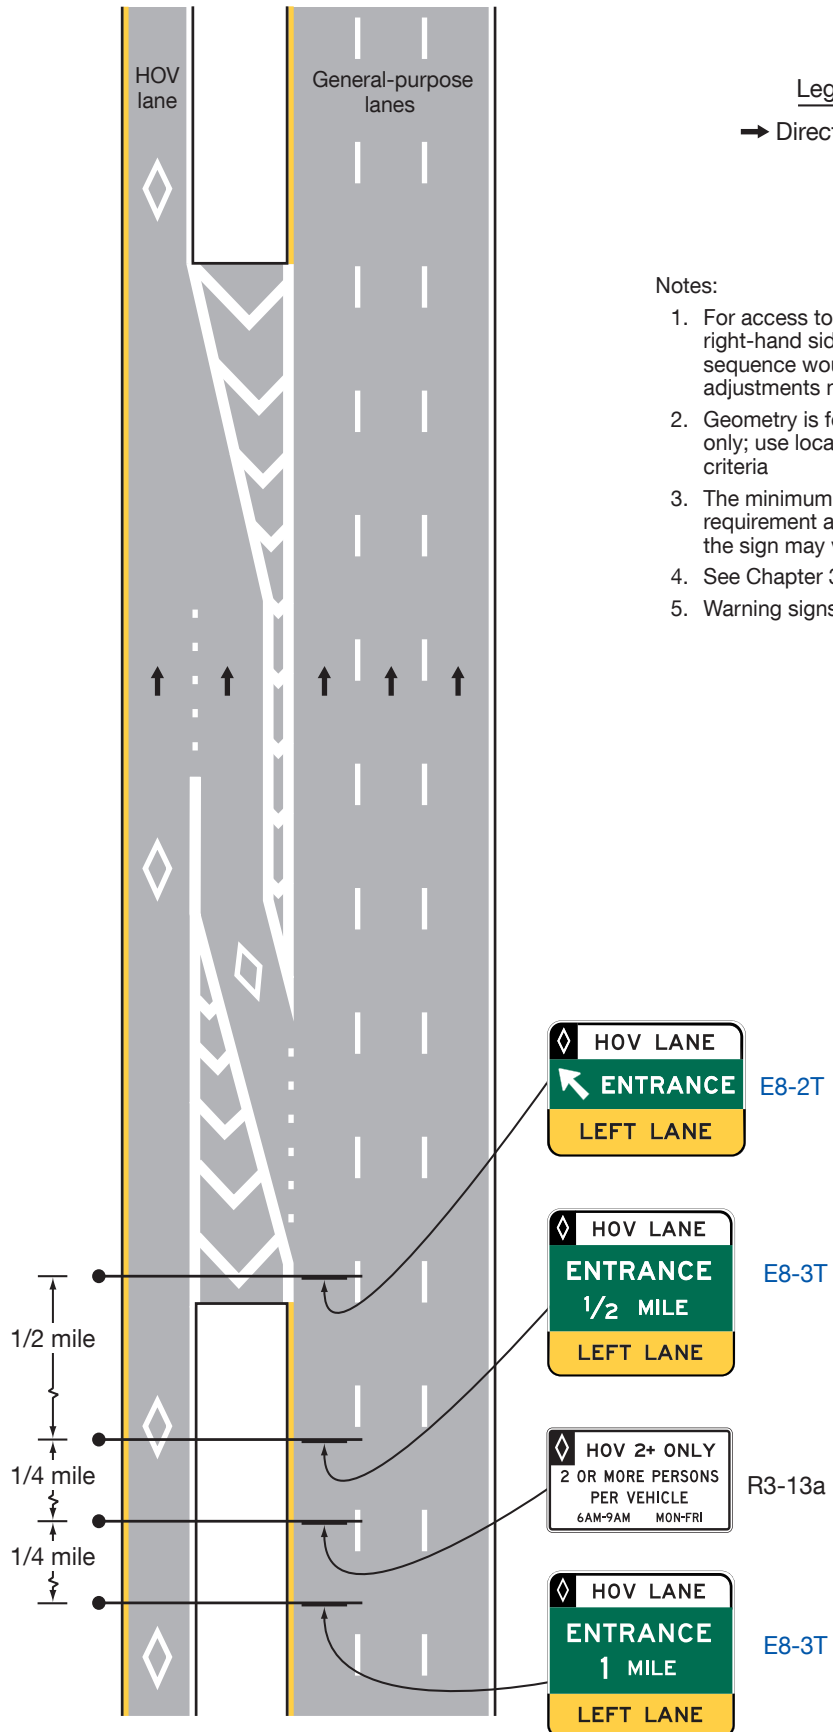 HOV
lane
General-purpose
lanes
Leg
Direct
Notes:
1. For access to
right-hand sid
sequence wou
adjustments r
2. Geometry is f
only; use loca
criteria
3. The minimum
requirement a
the sign may v
4. See Chapter 3
5. Warning signs
HOV LANE
ENTRANCE
LEFT LANE
E8-2T
HOV LANE
ENTRANCE
1/2 MILE
LEFT LANE
E8-3T
1/2 mile
1/4 mile
1/4 mile
HOV 2+ ONLY
2 OR MORE PERSONS
PER VEHICLE
6AM-9AM MON-FRI
R3-13a
HOV LANE
ENTRANCE
1 MILE
LEFT LANE
E8-3T